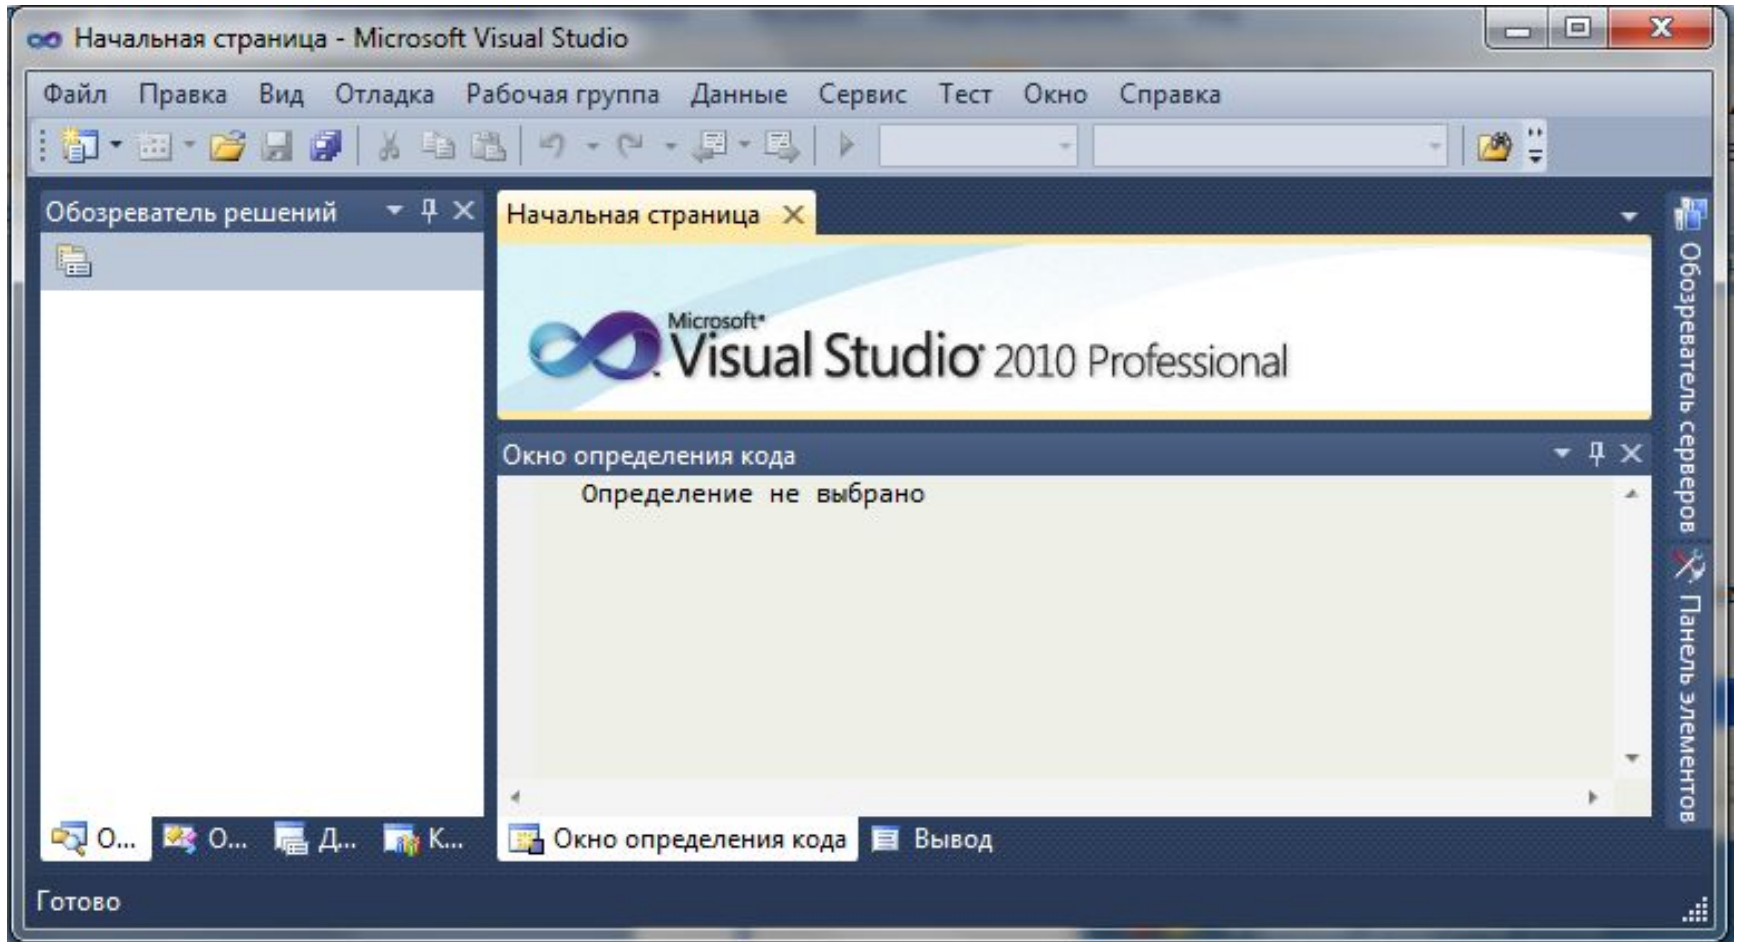 Начальная страница - Microsoft Visual Studio
Файл Правка Вид Отладка Рабочая группа Данные Сервис Тест Окно Справка
Обозреватель решений
Начальная страница
Microsoft
Visual Studio 2010 Professional
Окно определения кода
Определение не выбрано
Обозреватель серверов
Панель элементов
О... О... Д... К...
Окно определения кода Вывод
Готово